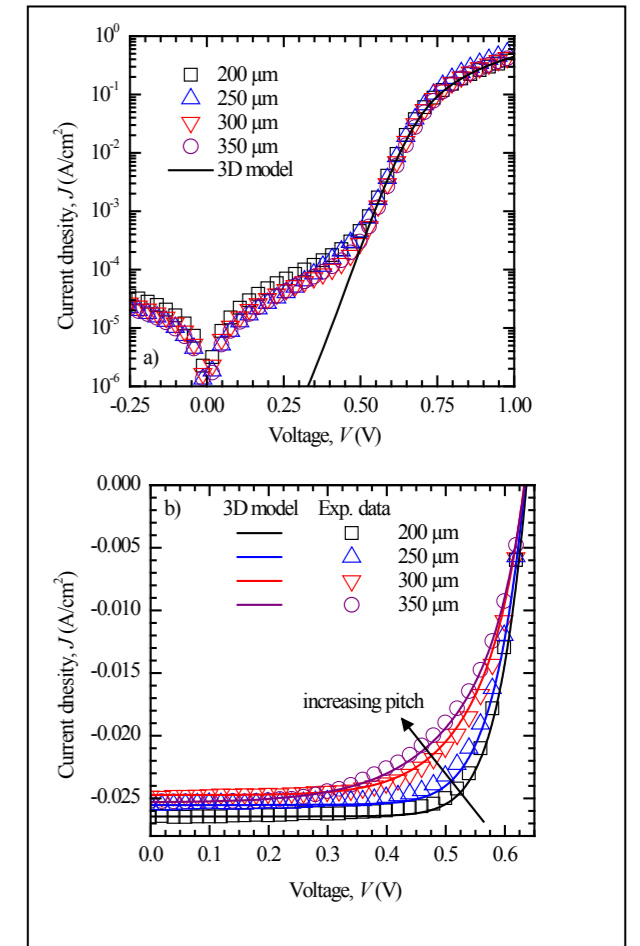 10^0
10^-1
10^-2
10^-3
10^-4
10^-5
10^-6
Current dnesity, J (A/cm^2)
200 μm
250 μm
300 μm
350 μm
3D model
a)
-0.25 0.00 0.25 0.50 0.75 1.00
Voltage, V (V)
0.000
-0.005
-0.010
-0.015
-0.020
-0.025
Current dnesity, J (A/cm^2)
b) 3D model Exp. data
200 μm
250 μm
300 μm
350 μm
increasing pitch
0.0 0.1 0.2 0.3 0.4 0.5 0.6
Voltage, V (V)